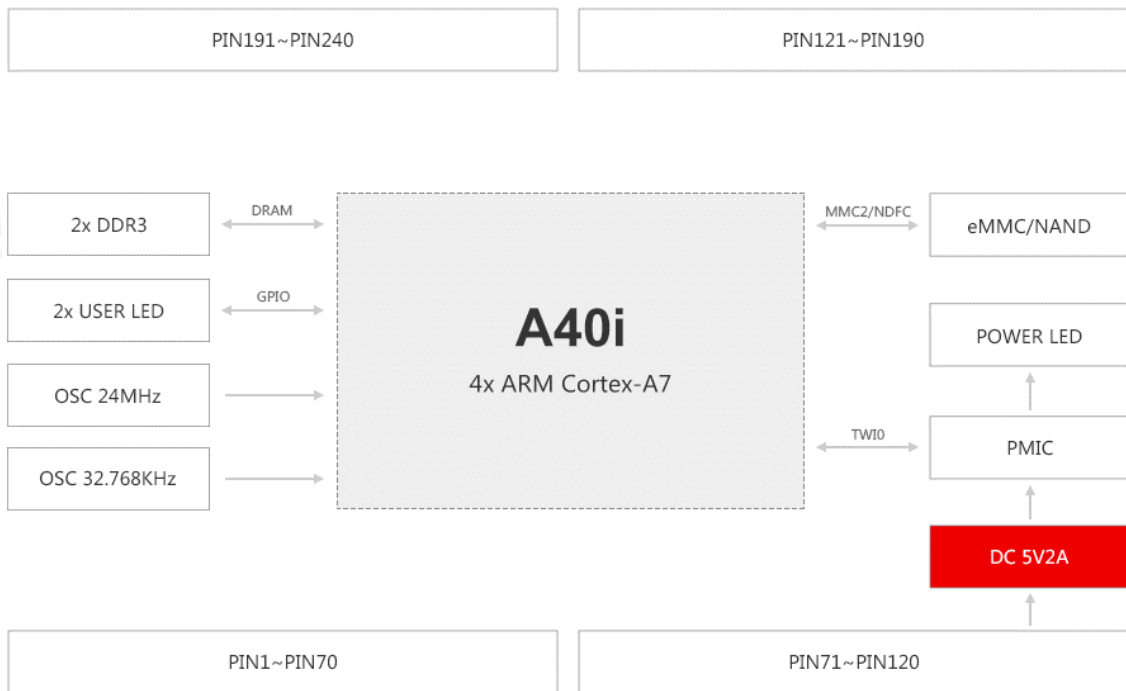 PIN191~PIN240
PIN121~PIN190
2x DDR3
DRAM
MMC2/NDFC
eMMC/NAND
2x USER LED
GPIO
A40i
4x ARM Cortex-A7
POWER LED
OSC 24MHz
TWI0
PMIC
OSC 32.768KHz
DC 5V2A
PIN1~PIN70
PIN71~PIN120